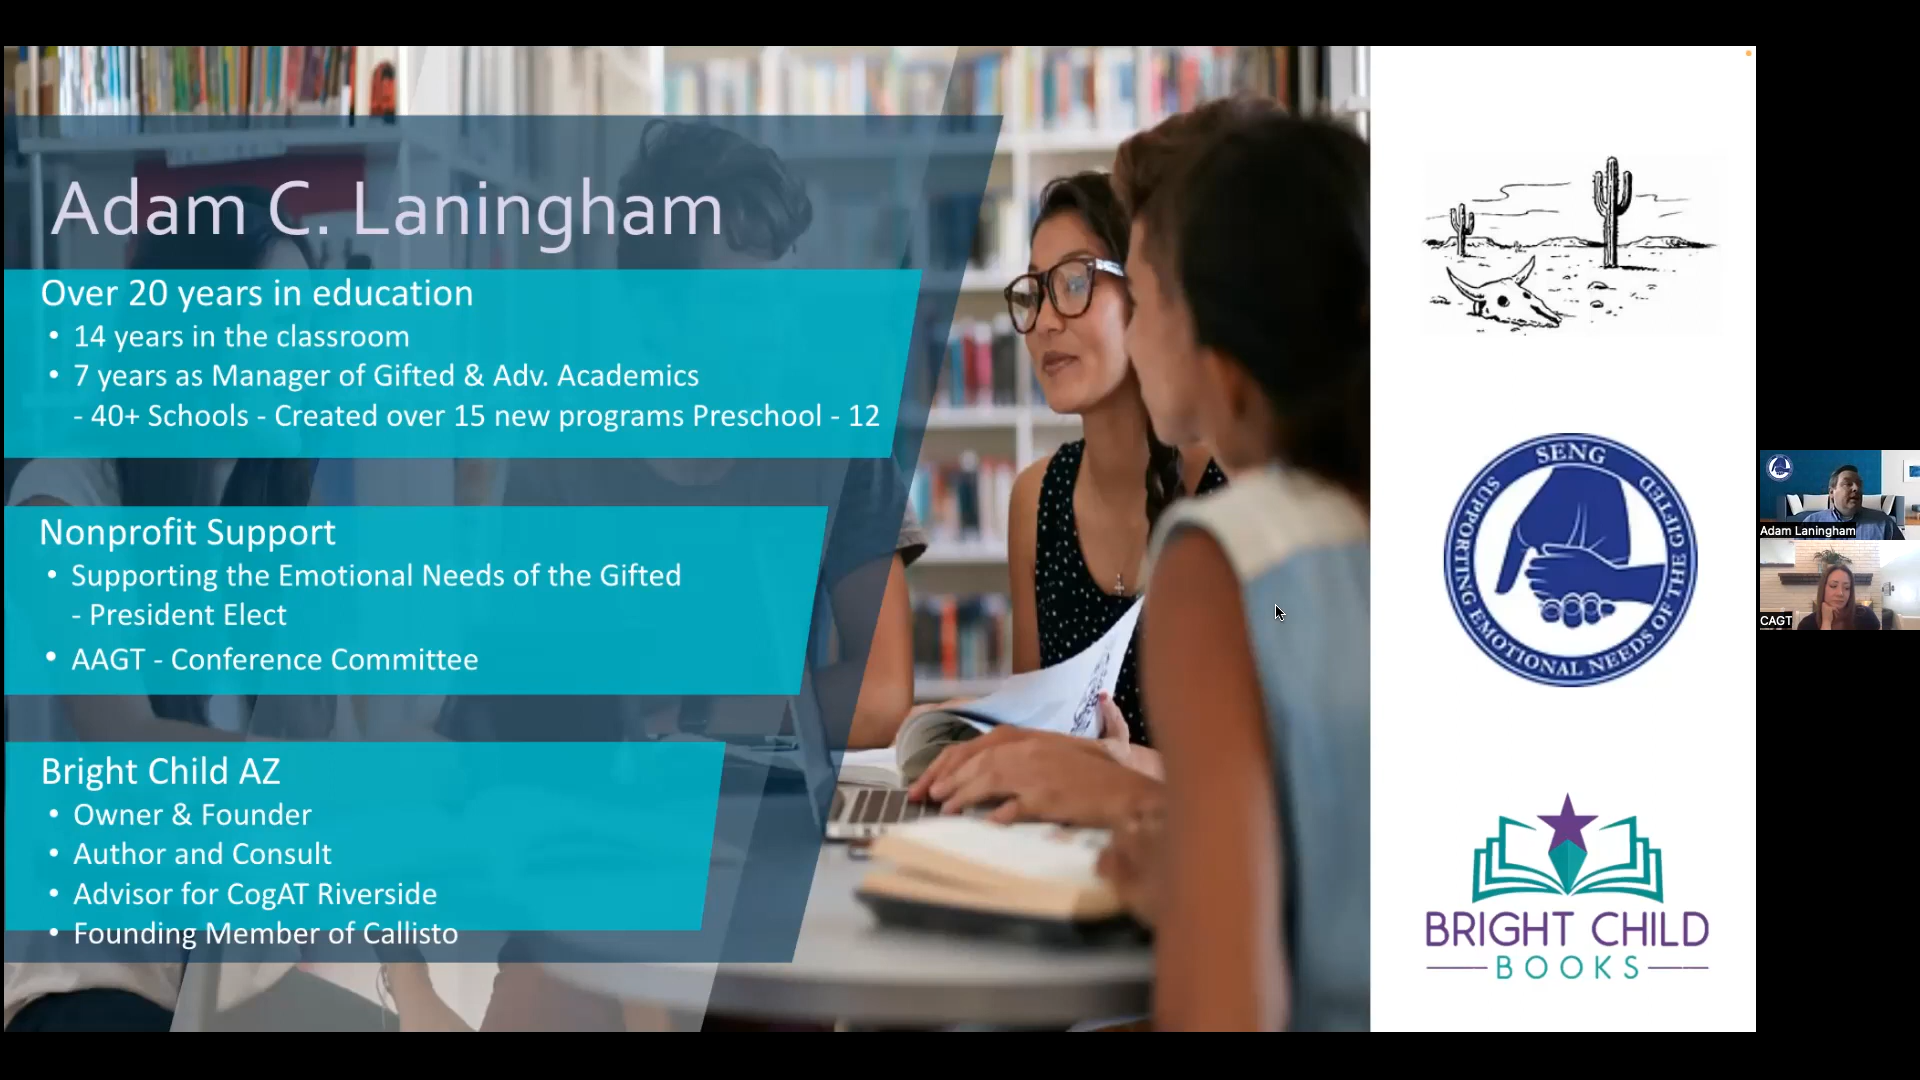 Adam C. Laningham
Over 20 years in education
• 14 years in the classroom
• 7 years as Manager of Gifted & Adv. Academics
- 40+ Schools - Created over 15 new programs Preschool - 12
Nonprofit Support
• Supporting the Emotional Needs of the Gifted
- President Elect
• AAGT - Conference Committee
Bright Child AZ
• Owner & Founder
• Author and Consult
• Advisor for CogAT Riverside
• Founding Member of Callisto
SENG
SUPPORTING EMOTIONAL NEEDS OF THE GIFTED
BRIGHT CHILD
BOOKS
Adam Laningham
CAGT